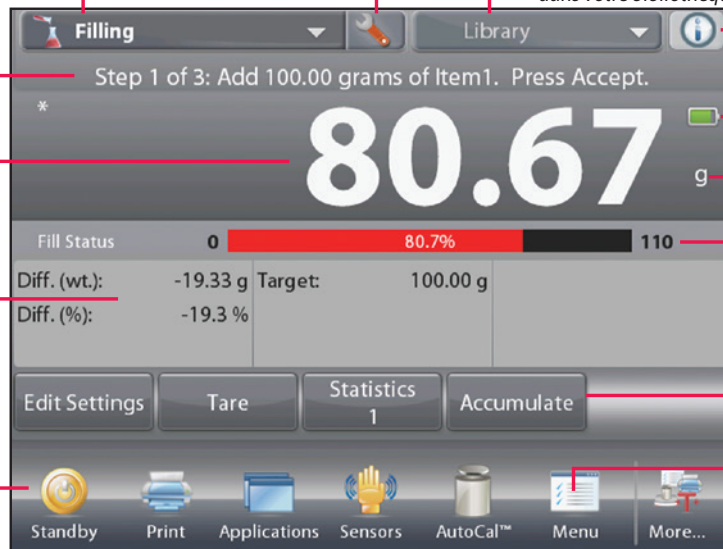 Filling Library
Step 1 of 3: Add 100.00 grams of Item1. Press Accept.
*
80.67
g
Fill Status 0 80.7% 110
Diff. (wt.): -19.33 g Target: 100.00 g
Diff. (%): -19.3 %
Edit Settings Tare Statistics 1 Accumulate
Standby Print Applications Sensors AutoCal™ Menu More...